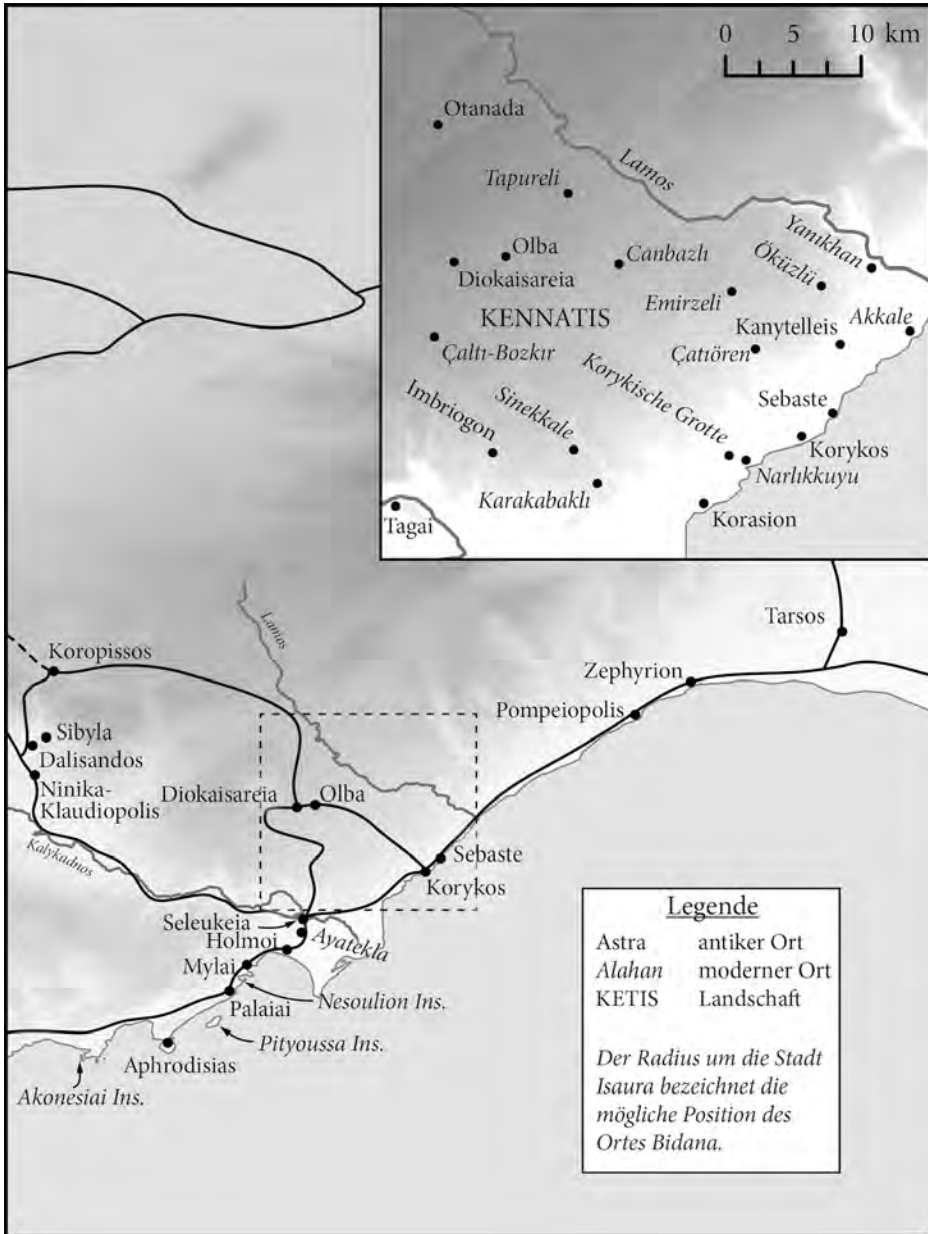 0 5 10 km
Otanada
Lamos
Tapureli
Yanıkhan
Olba
Canbazlı
Öküzlü
Diokaisareia
Emirzeli
Akkale
KENNATIS
Kanytelleis
Çaltı-Bozkır
Çatıören
Korykische Grotte
Imbriogon
Sinekkale
Sebaste
Korykos
Narlıkkuyu
Karakabaklı
Korasion
Tagai
Lamos
Tarsos
Koropissos
Zephyrion
Pompeiopolis
Sibyla
Dalisandos
Ninika-
Klaudiopolis
Diokaisareia
Olba
Kalykadnos
Sebaste
Korykos
Seleukeia
Ayatekla
Holmoi
Mylai
Nesoulion Ins.
Palaiai
Pityoussa Ins.
Aphrodisias
Akonesiai Ins.
Legende
Astra antiker Ort
Alahan moderner Ort
KETIS Landschaft
Der Radius um die Stadt
Isaura bezeichnet die
mögliche Position des
Ortes Bidana.